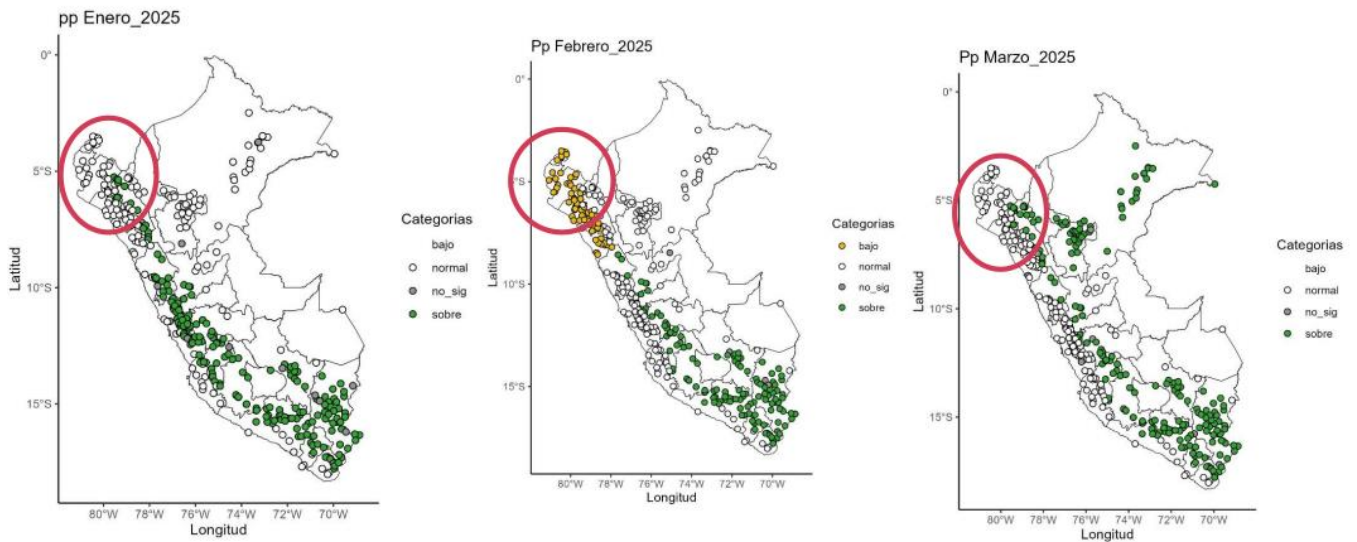 pp Enero_2025
0°
5°S
10°S
15°S
Latitud
80°W 78°W 76°W 74°W 72°W 70°W
Longitud
Categorias
bajo
normal
no_sig
sobre
Pp Febrero_2025
0°
5°S
10°S
15°S
Latitud
80°W 78°W 76°W 74°W 72°W 70°W
Longitud
Categorias
bajo
normal
no_sig
sobre
Pp Marzo_2025
0°
5°S
10°S
15°S
Latitud
80°W 78°W 76°W 74°W 72°W 70°W
Longitud
Categorias
bajo
normal
no_sig
sobre